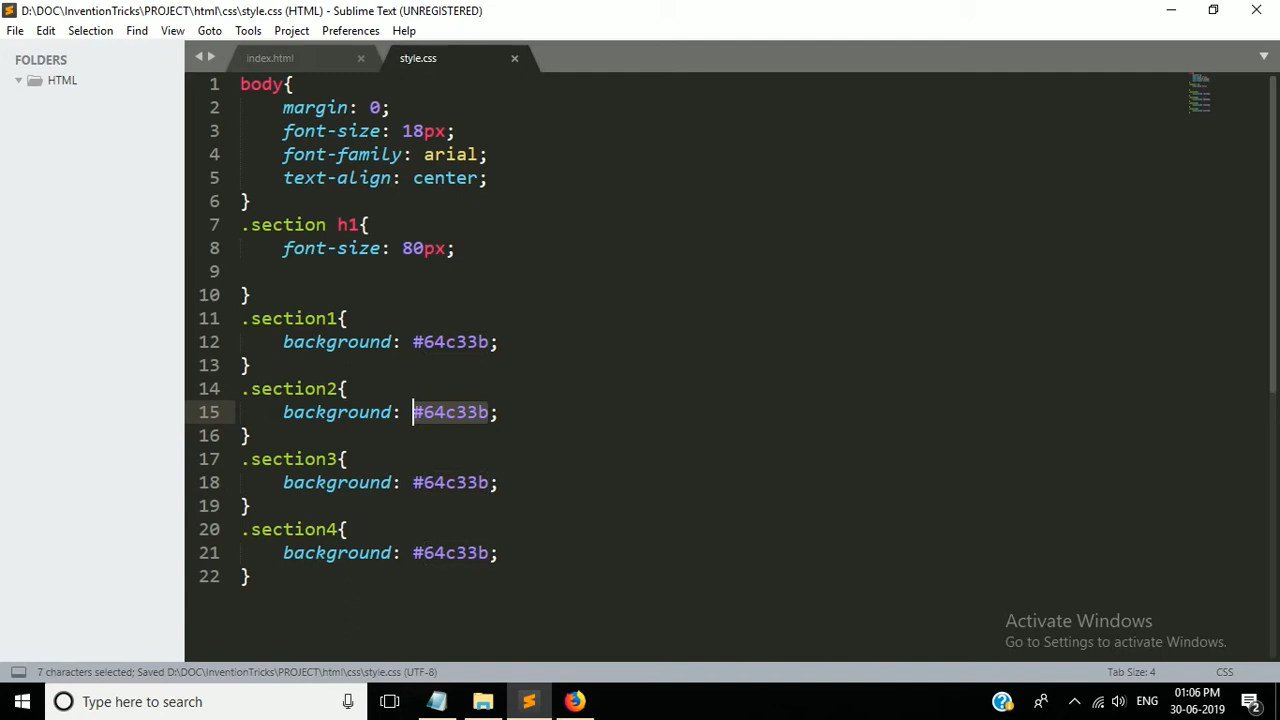 D:\DOC\InventionTricks\PROJECT\html\css\style.css (HTML) - Sublime Text (UNREGISTERED)
File Edit Selection Find View Goto Tools Project Preferences Help
FOLDERS
HTML
index.html
style.css
1 body{
2 margin: 0;
3 font-size: 18px;
4 font-family: arial;
5 text-align: center;
6 }
7 .section h1{
8 font-size: 80px;
9
10 }
11 .section1{
12 background: #64c33b;
13 }
14 .section2{
15 background: #64c33b;
16 }
17 .section3{
18 background: #64c33b;
19 }
20 .section4{
21 background: #64c33b;
22 }
Activate Windows
Go to Settings to activate Windows.
7 characters selected; Saved D:\DOC\InventionTricks\PROJECT\html\css\style.css (UTF-8)
Tab Size: 4
CSS
Type here to search
ENG
01:06 PM
30-06-2019
2